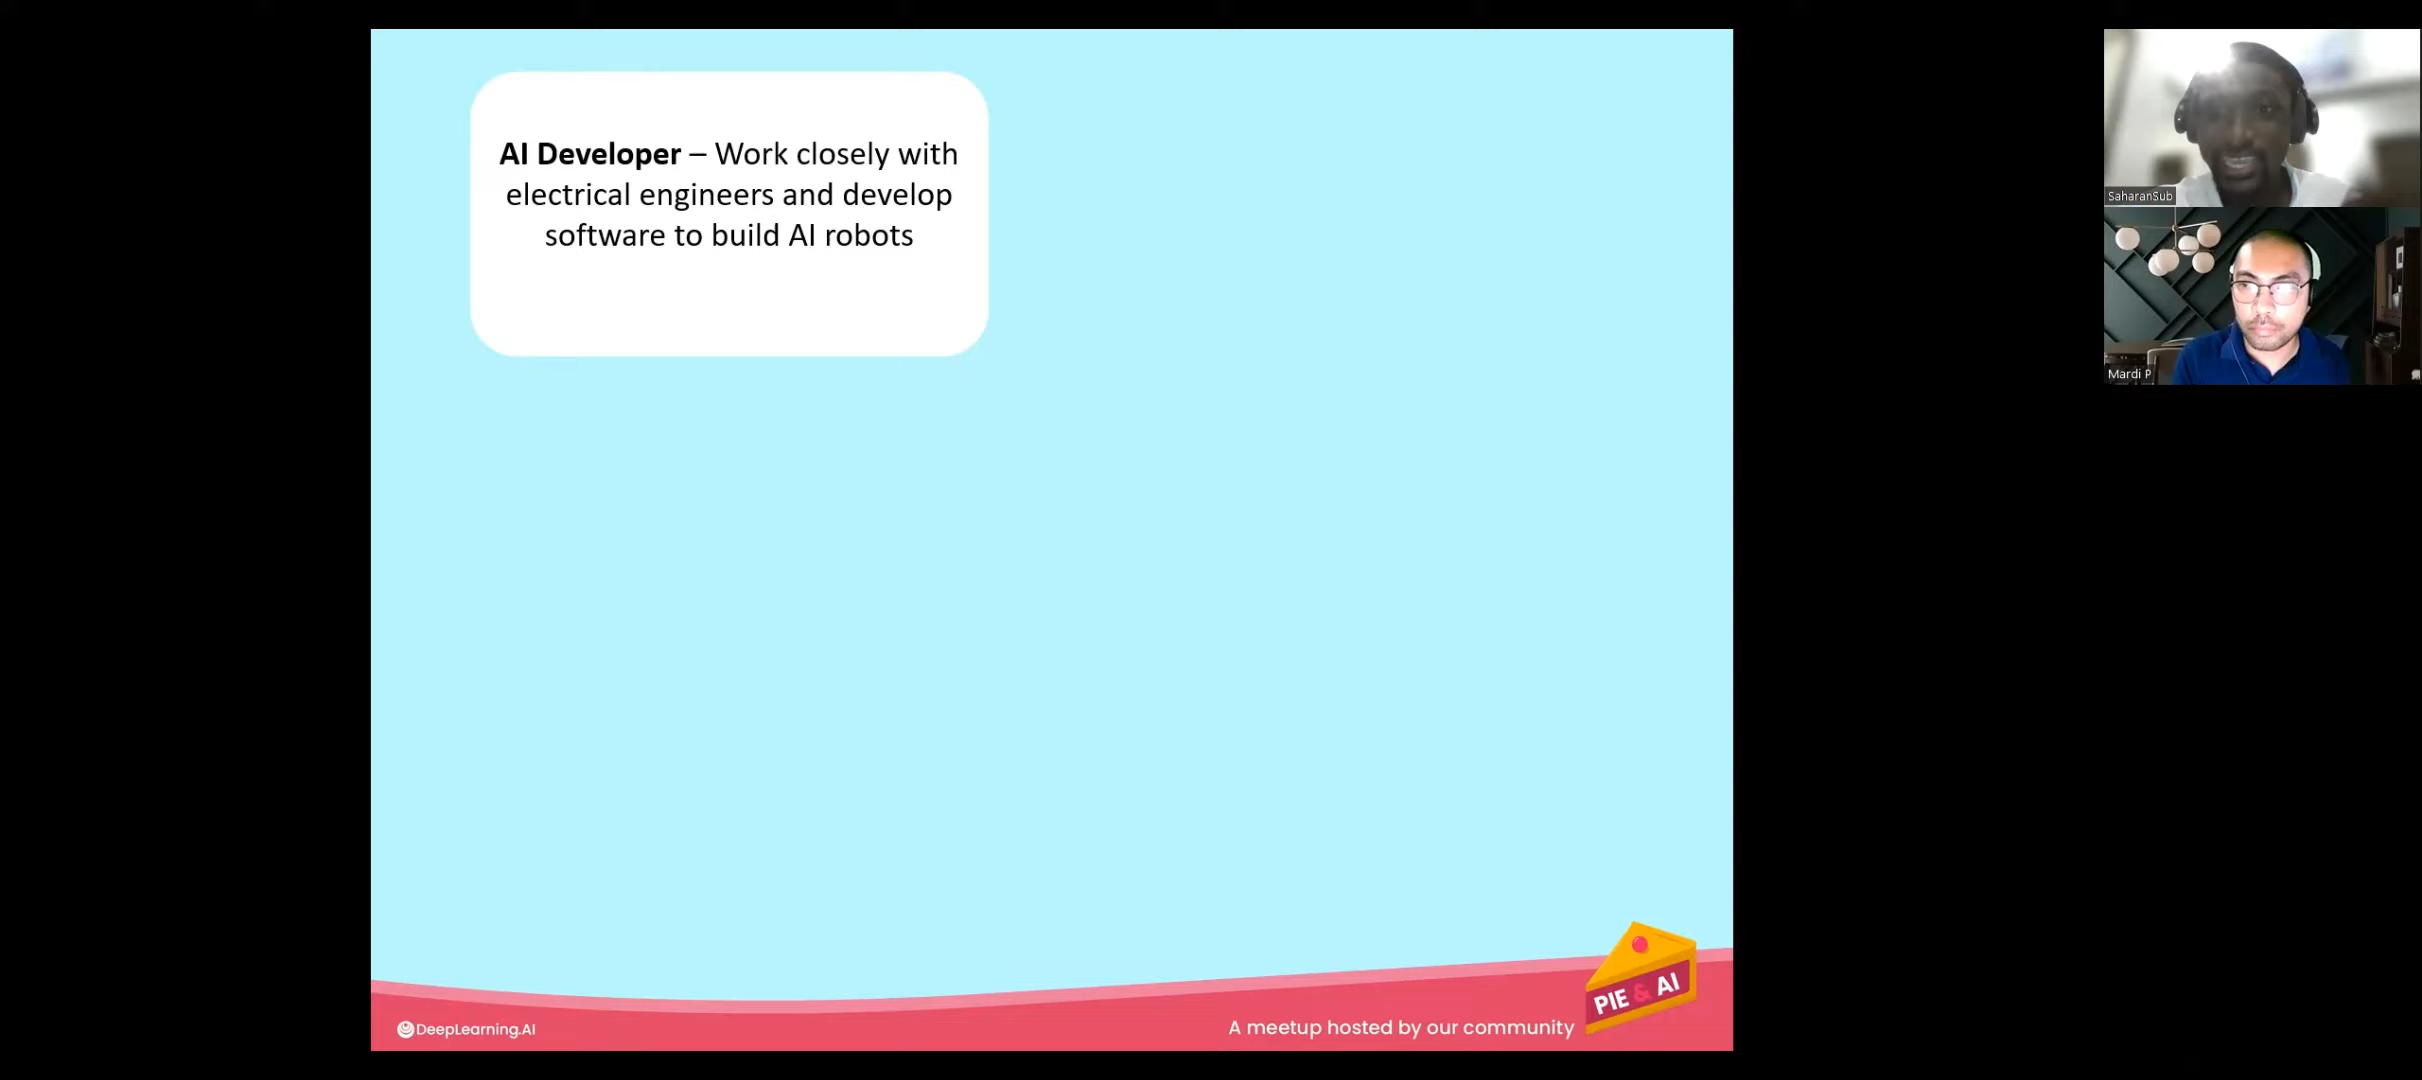 AI Developer – Work closely with
electrical engineers and develop
software to build AI robots
SaharanSub
Mardi P
PIE & AI
DeepLearning.AI
A meetup hosted by our community